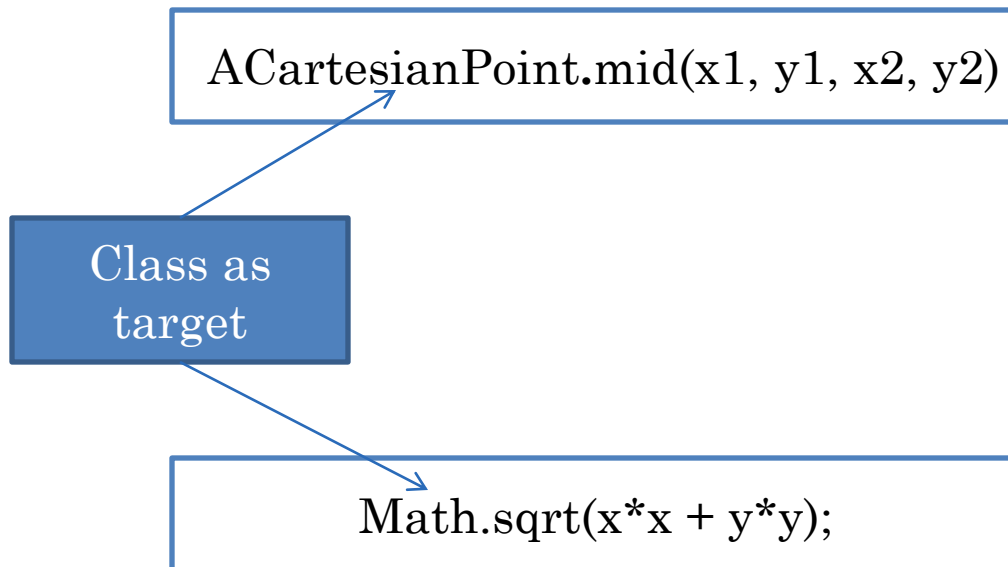 ACartesianPoint.mid(x1, y1, x2, y2)
Class as
target
Math.sqrt(x*x + y*y);